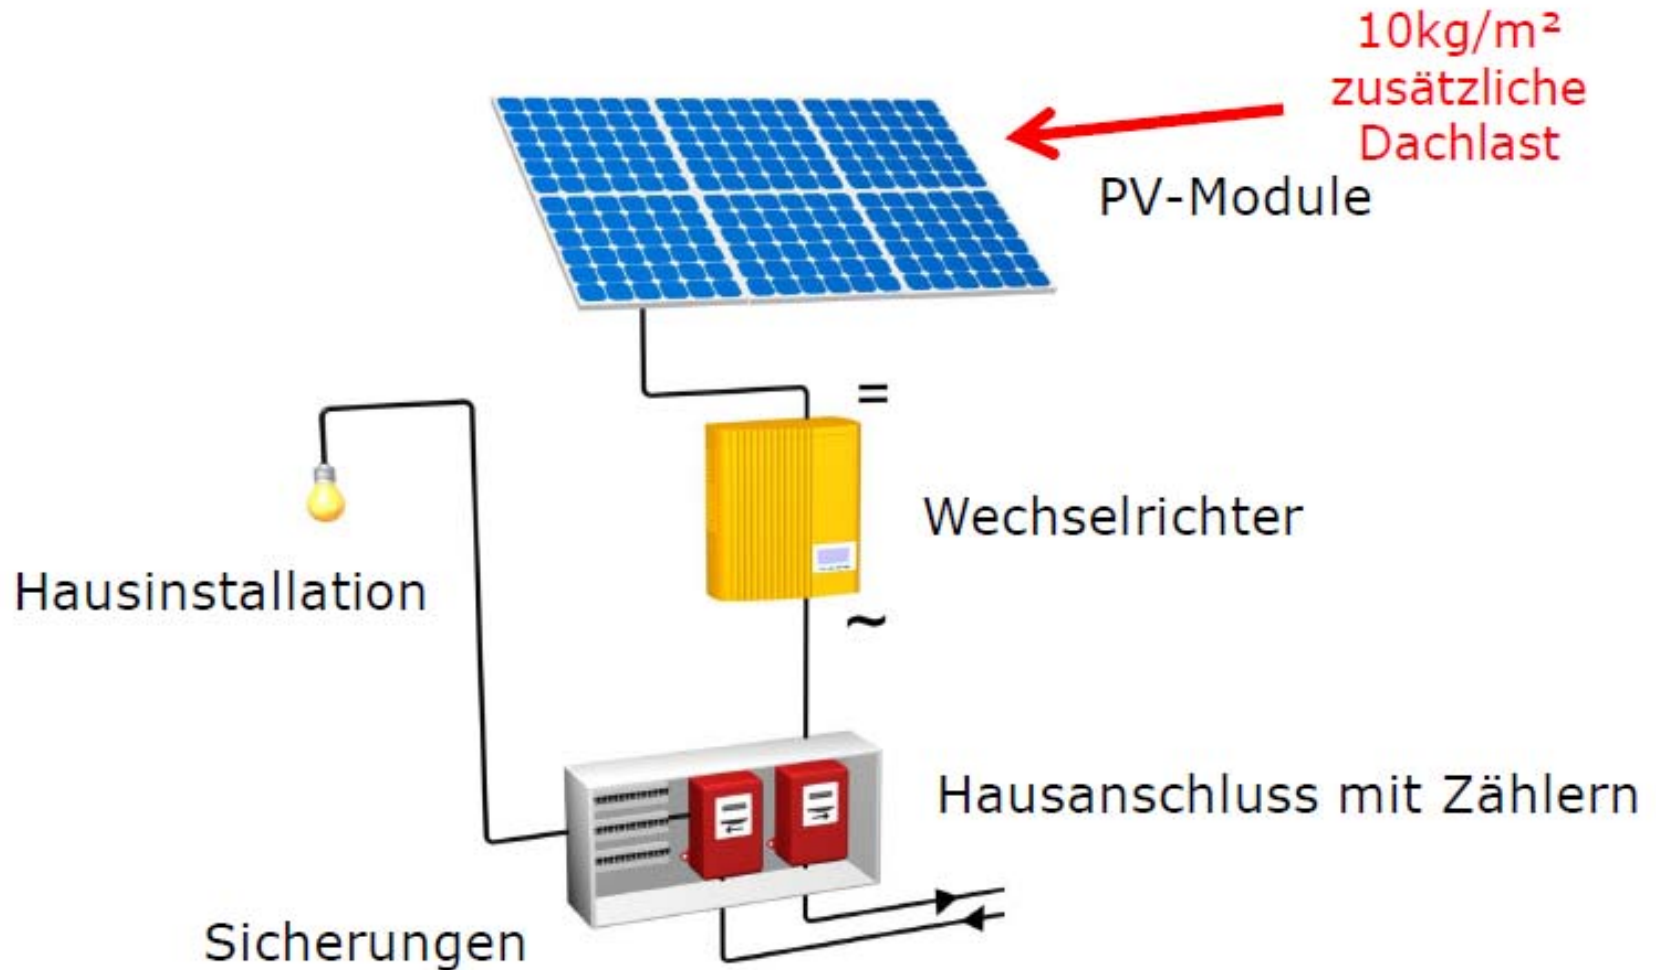 10kg/m²
zusätzliche
Dachlast
PV-Module
=
Wechselrichter
Hausinstallation
~
Hausanschluss mit Zählern
Sicherungen